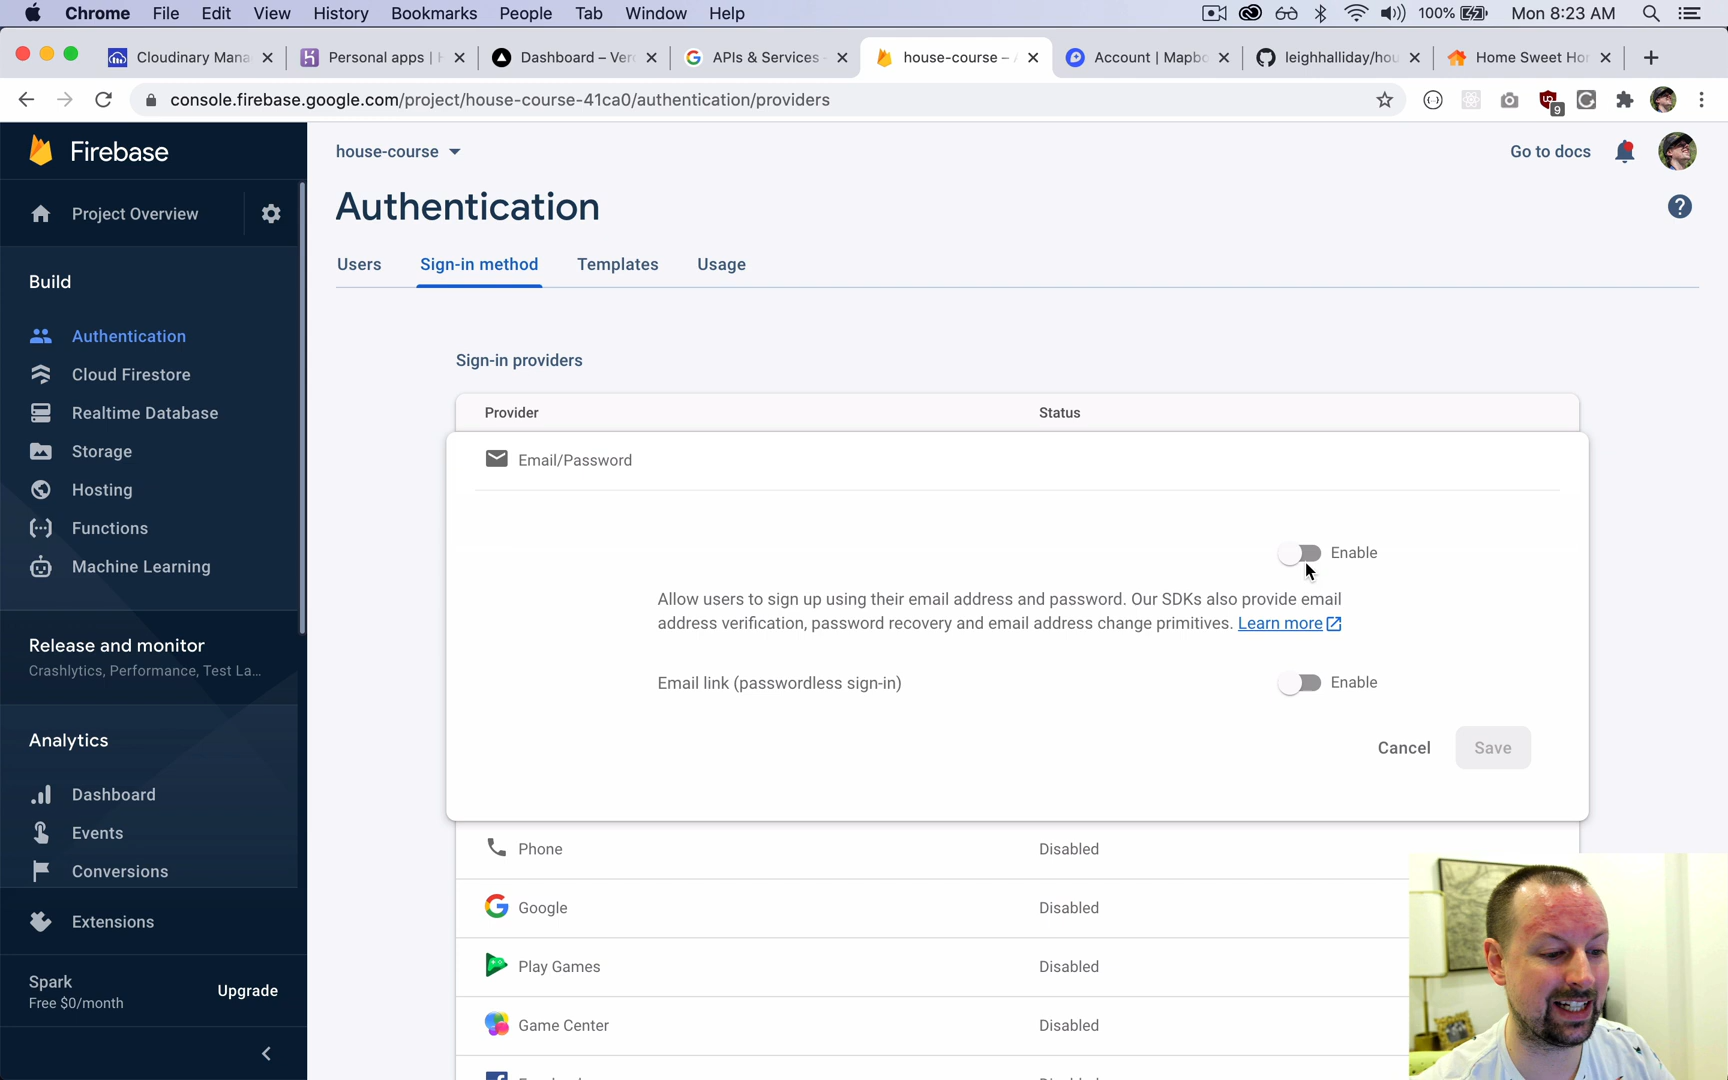 Chrome File Edit View History Bookmarks People Tab Window Help 100% Mon 8:23 AM
Cloudinary Mana Personal apps | H Dashboard – Ver APIs & Services house-course – A Account | Mapbo leighhalliday/hou Home Sweet Hor
console.firebase.google.com/project/house-course-41ca0/authentication/providers
9
Firebase
house-course
Go to docs
Project Overview
Authentication
Users Sign-in method Templates Usage
Build
Authentication
Cloud Firestore
Realtime Database
Storage
Hosting
Functions
Machine Learning
Release and monitor
Crashlytics, Performance, Test La...
Analytics
Dashboard
Events
Conversions
Extensions
Spark
Free $0/month
Upgrade
Sign-in providers
Provider Status
Email/Password
Enable
Allow users to sign up using their email address and password. Our SDKs also provide email
address verification, password recovery and email address change primitives. Learn more
Email link (passwordless sign-in) Enable
Cancel Save
Phone Disabled
Google Disabled
Play Games Disabled
Game Center Disabled